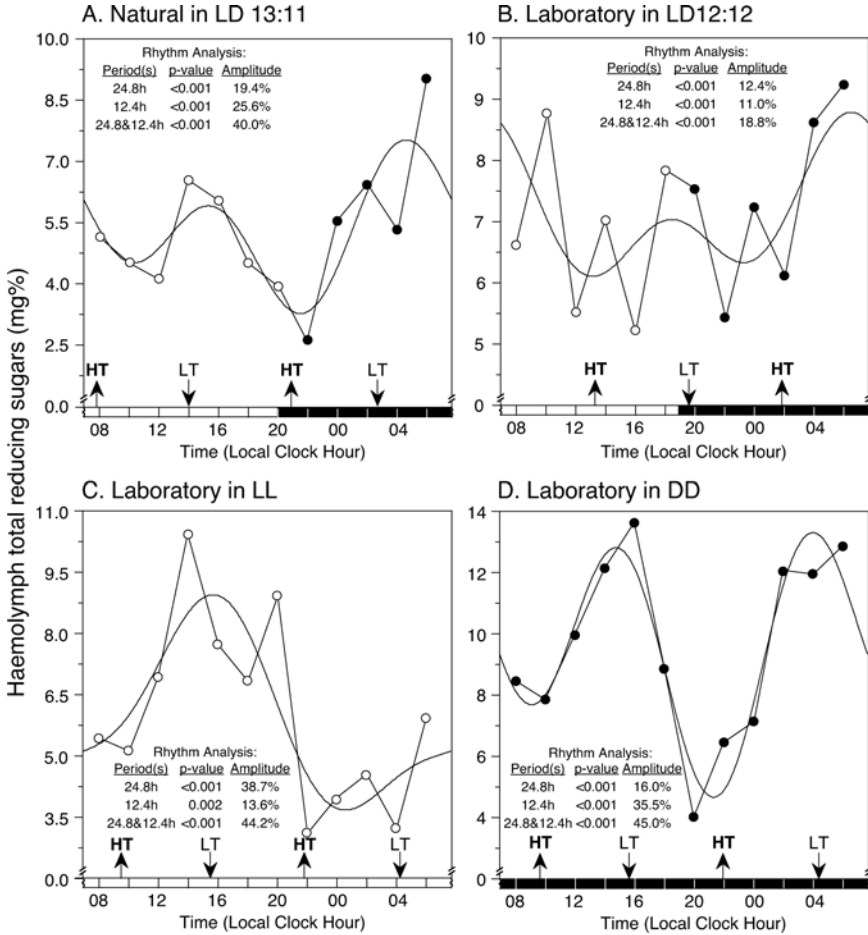 A. Natural in LD 13:11
10.0
8.5
7.0
5.5
4.0
2.5
0.0
Rhythm Analysis:
Period(s) p-value Amplitude
24.8h <0.001 19.4%
12.4h <0.001 25.6%
24.8&12.4h <0.001 40.0%
HT LT HT LT
08 12 16 20 00 04
Time (Local Clock Hour)
B. Laboratory in LD12:12
10
9
8
7
6
5
0
Rhythm Analysis:
Period(s) p-value Amplitude
24.8h <0.001 12.4%
12.4h <0.001 11.0%
24.8&12.4h <0.001 18.8%
HT LT HT
08 12 16 20 00 04
Time (Local Clock Hour)
Haemolymph total reducing sugars (mg%)
C. Laboratory in LL
11.0
9.5
8.0
6.5
5.0
3.5
0.0
Rhythm Analysis:
Period(s) p-value Amplitude
24.8h <0.001 38.7%
12.4h 0.002 13.6%
24.8&12.4h <0.001 44.2%
HT LT HT LT
08 12 16 20 00 04
Time (Local Clock Hour)
D. Laboratory in DD
14
12
10
8
6
4
0
Rhythm Analysis:
Period(s) p-value Amplitude
24.8h <0.001 16.0%
12.4h <0.001 35.5%
24.8&12.4h <0.001 45.0%
HT LT HT LT
08 12 16 20 00 04
Time (Local Clock Hour)